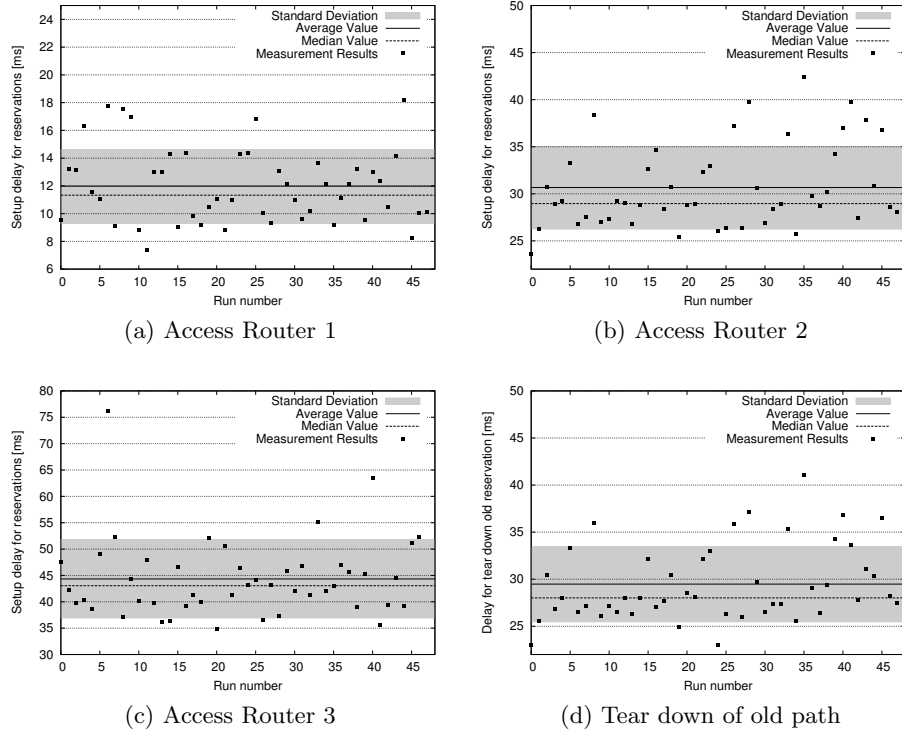 24
22
20
18
16
14
12
10
8
6
0 5 10 15 20 25 30 35 40 45
Setup delay for reservations [ms]
Run number
Standard Deviation
Average Value
Median Value
Measurement Results
(a) Access Router 1
50
45
40
35
30
25
0 5 10 15 20 25 30 35 40 45
Setup delay for reservations [ms]
Run number
Standard Deviation
Average Value
Median Value
Measurement Results
(b) Access Router 2
80
75
70
65
60
55
50
45
40
35
30
0 5 10 15 20 25 30 35 40 45
Setup delay for reservations [ms]
Run number
Standard Deviation
Average Value
Median Value
Measurement Results
(c) Access Router 3
50
45
40
35
30
25
0 5 10 15 20 25 30 35 40 45
Delay for tear down old reservation [ms]
Run number
Standard Deviation
Average Value
Median Value
Measurement Results
(d) Tear down of old path